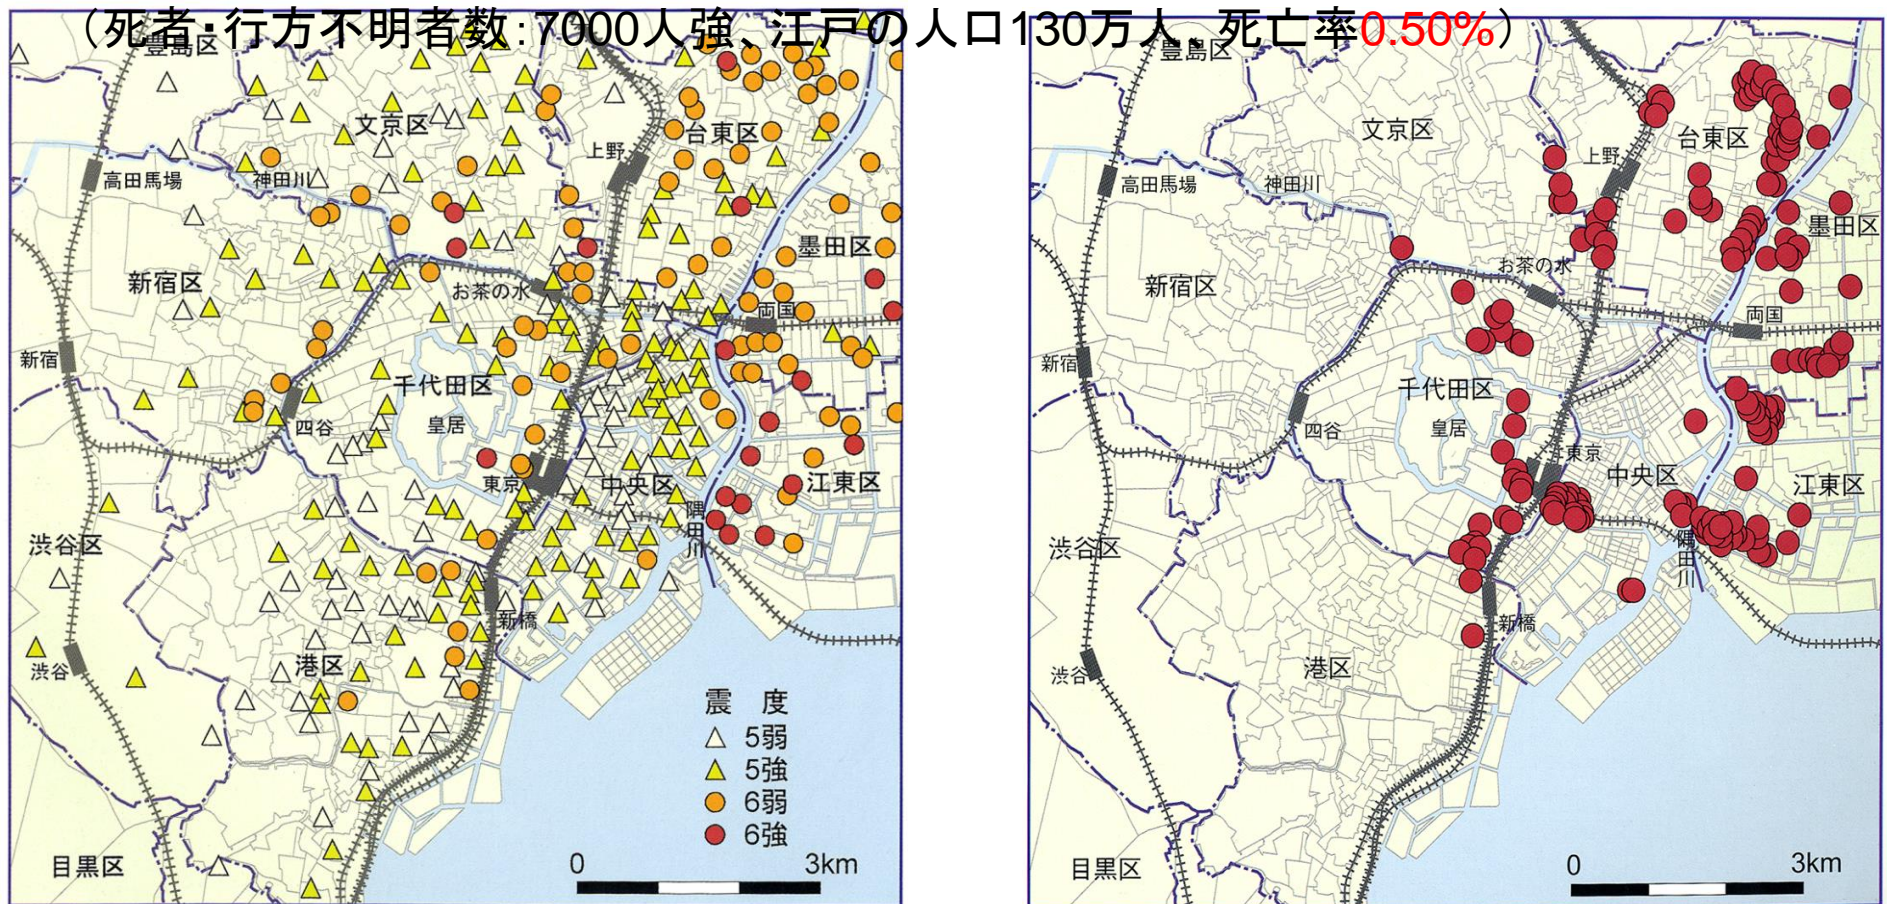 （死者・行方不明者数：7000人強、江戸の人口130万人、死亡率0.50%）
豊島区
文京区
台東区
上野
高田馬場
神田川
墨田区
新宿区
お茶の水
両国
新宿
千代田区
皇居
四谷
東京
中央区
江東区
隅田川
渋谷区
新橋
渋谷
港区
震 度
5弱
5強
6弱
6強
目黒区
0 3km
豊島区
文京区
台東区
上野
高田馬場
神田川
墨田区
お茶の水
新宿区
両国
新宿
千代田区
皇居
四谷
東京
中央区
江東区
隅田川
渋谷区
新橋
港区
渋谷
目黒区
0 3km